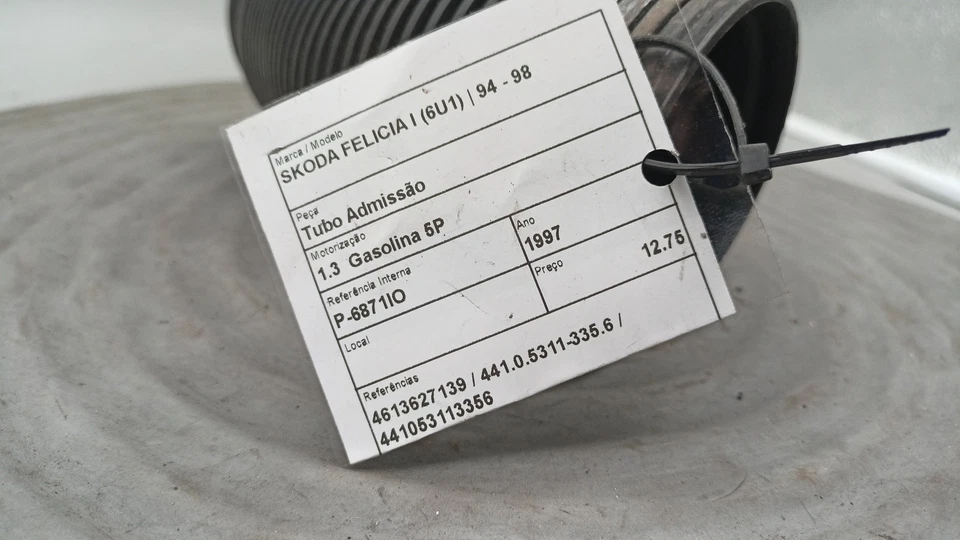 Marca / Modelo
SKODA FELICIA I (6U1) | 94 - 98
Peça
Tubo Admissão
Motorização
1.3 Gasolina 5P
Referência Interna
P-6871IO
Ano
1997
Local
Preço
12.75
Referências
4613627139 / 441.0.5311-335.6 /
441053113356